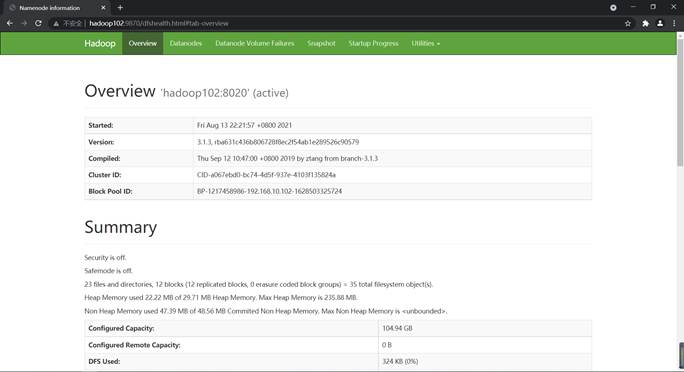 Namenode information
不安全 | hadoop102:9870/dfshealth.html#tab-overview
Hadoop Overview Datanodes Datanode Volume Failures Snapshot Startup Progress Utilities
Overview 'hadoop102:8020' (active)
Started: Fri Aug 13 22:21:57 +0800 2021
Version: 3.1.3, rba631c436b806728f8ec2f54ab1e289526c90579
Compiled: Thu Sep 12 10:47:00 +0800 2019 by ztang from branch-3.1.3
Cluster ID: CID-a067ebd0-bc74-4d5f-937e-4103f135824a
Block Pool ID: BP-1217458986-192.168.10.102-1628503325724
Summary
Security is off.
Safemode is off.
23 files and directories, 12 blocks (12 replicated blocks, 0 erasure coded block groups) = 35 total filesystem object(s).
Heap Memory used 22.22 MB of 29.71 MB Heap Memory. Max Heap Memory is 235.88 MB.
Non Heap Memory used 47.39 MB of 48.56 MB Commited Non Heap Memory. Max Non Heap Memory is <unbounded>.
Configured Capacity: 104.94 GB
Configured Remote Capacity: 0 B
DFS Used: 324 KB (0%)